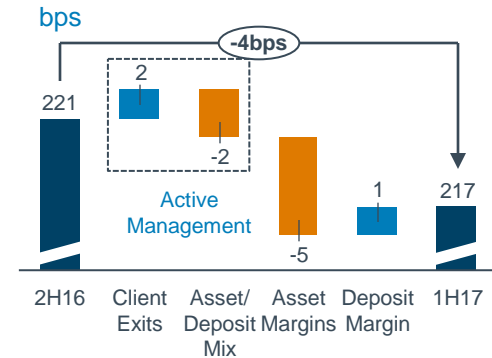 bps
-4bps
221
2
-2
Active
Management
-5
1
217
2H16
Client
Exits
Asset/
Deposit
Mix
Asset
Margins
Deposit
Margin
1H17